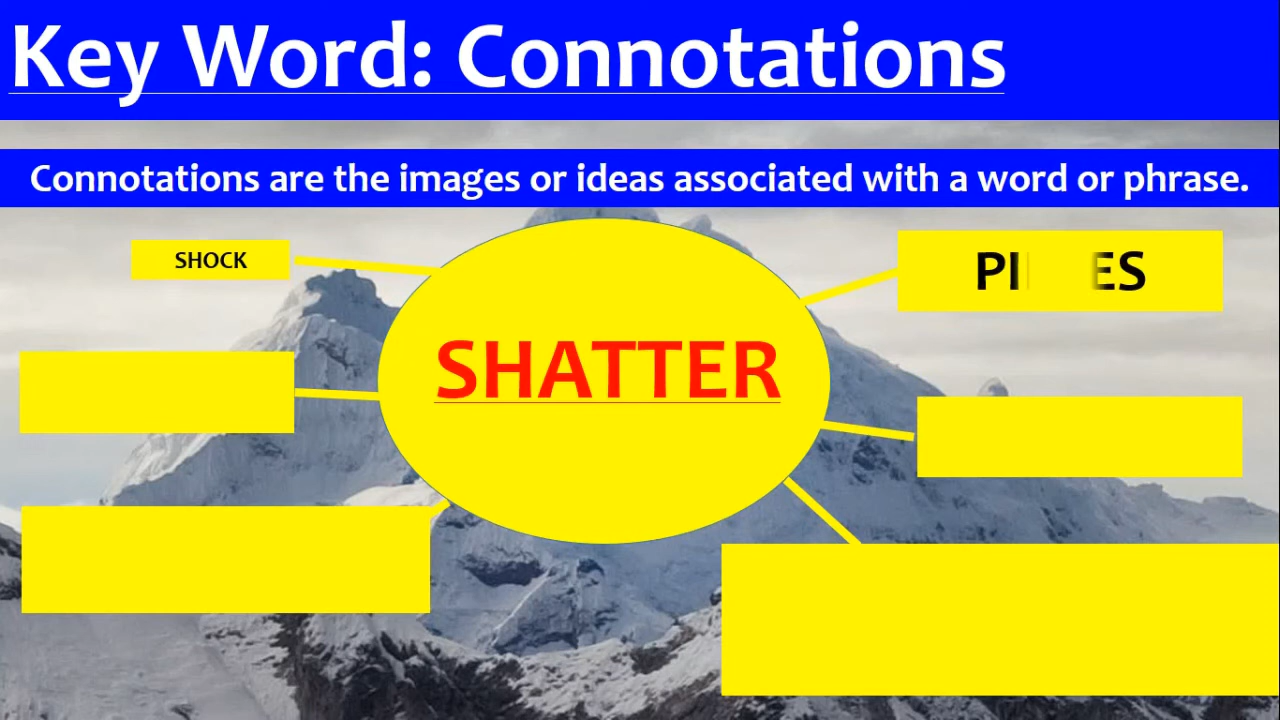 Key Word: Connotations
Connotations are the images or ideas associated with a word or phrase.
SHOCK
SHATTER